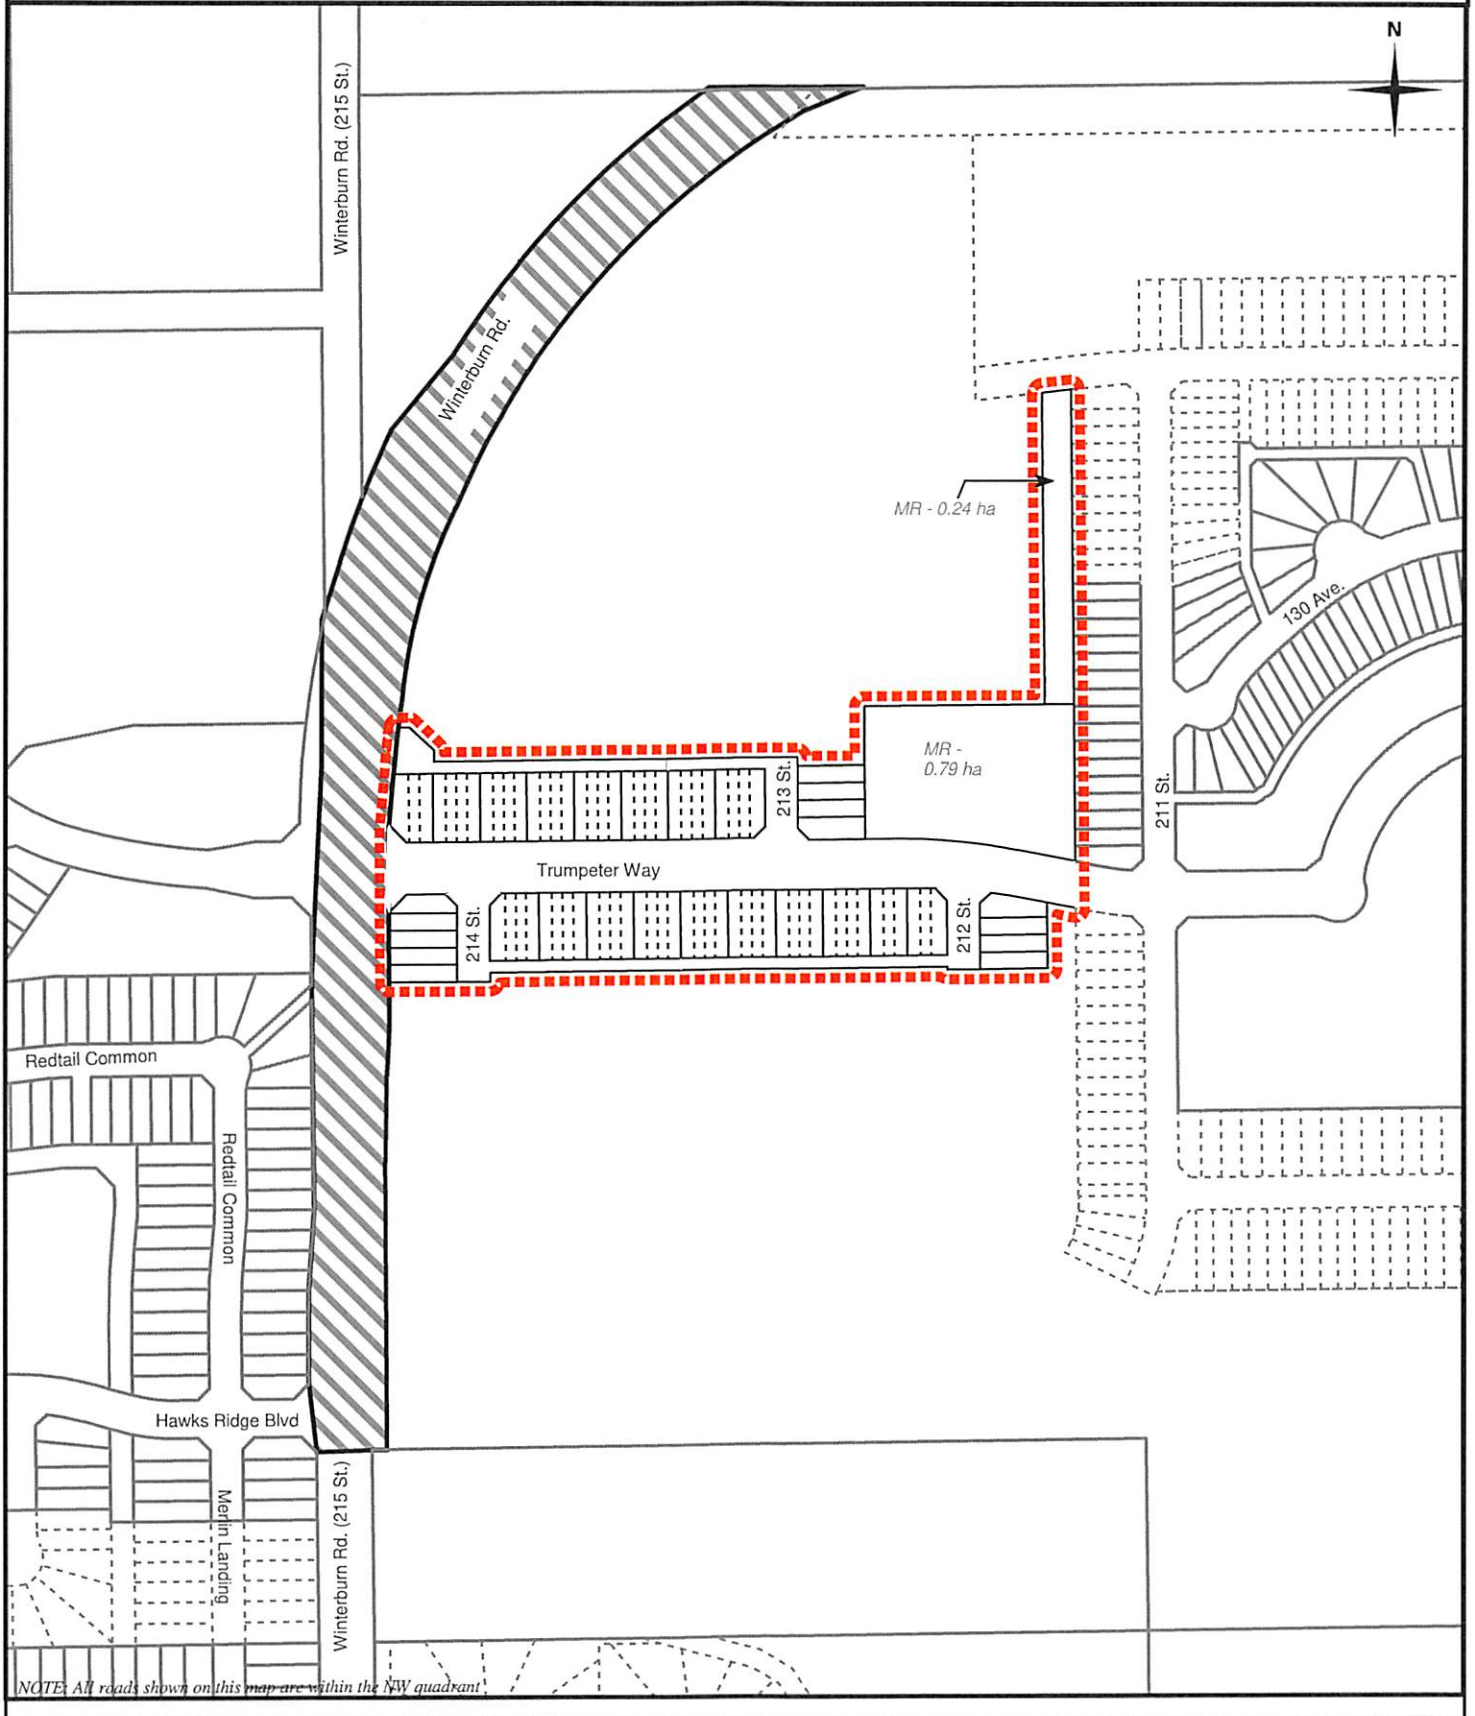 N
Winterburn Rd. (215 St.)
Winterburn Rd.
MR - 0.24 ha
130 Ave.
MR -
0.79 ha
213 St.
211 St.
Trumpeter Way
214 St.
212 St.
Redtail Common
Redtail Common
Hawks Ridge Blvd
Merlin Landing
Winterburn Rd. (215 St.)
NOTE: All roads shown on this map are within the NW quadrant